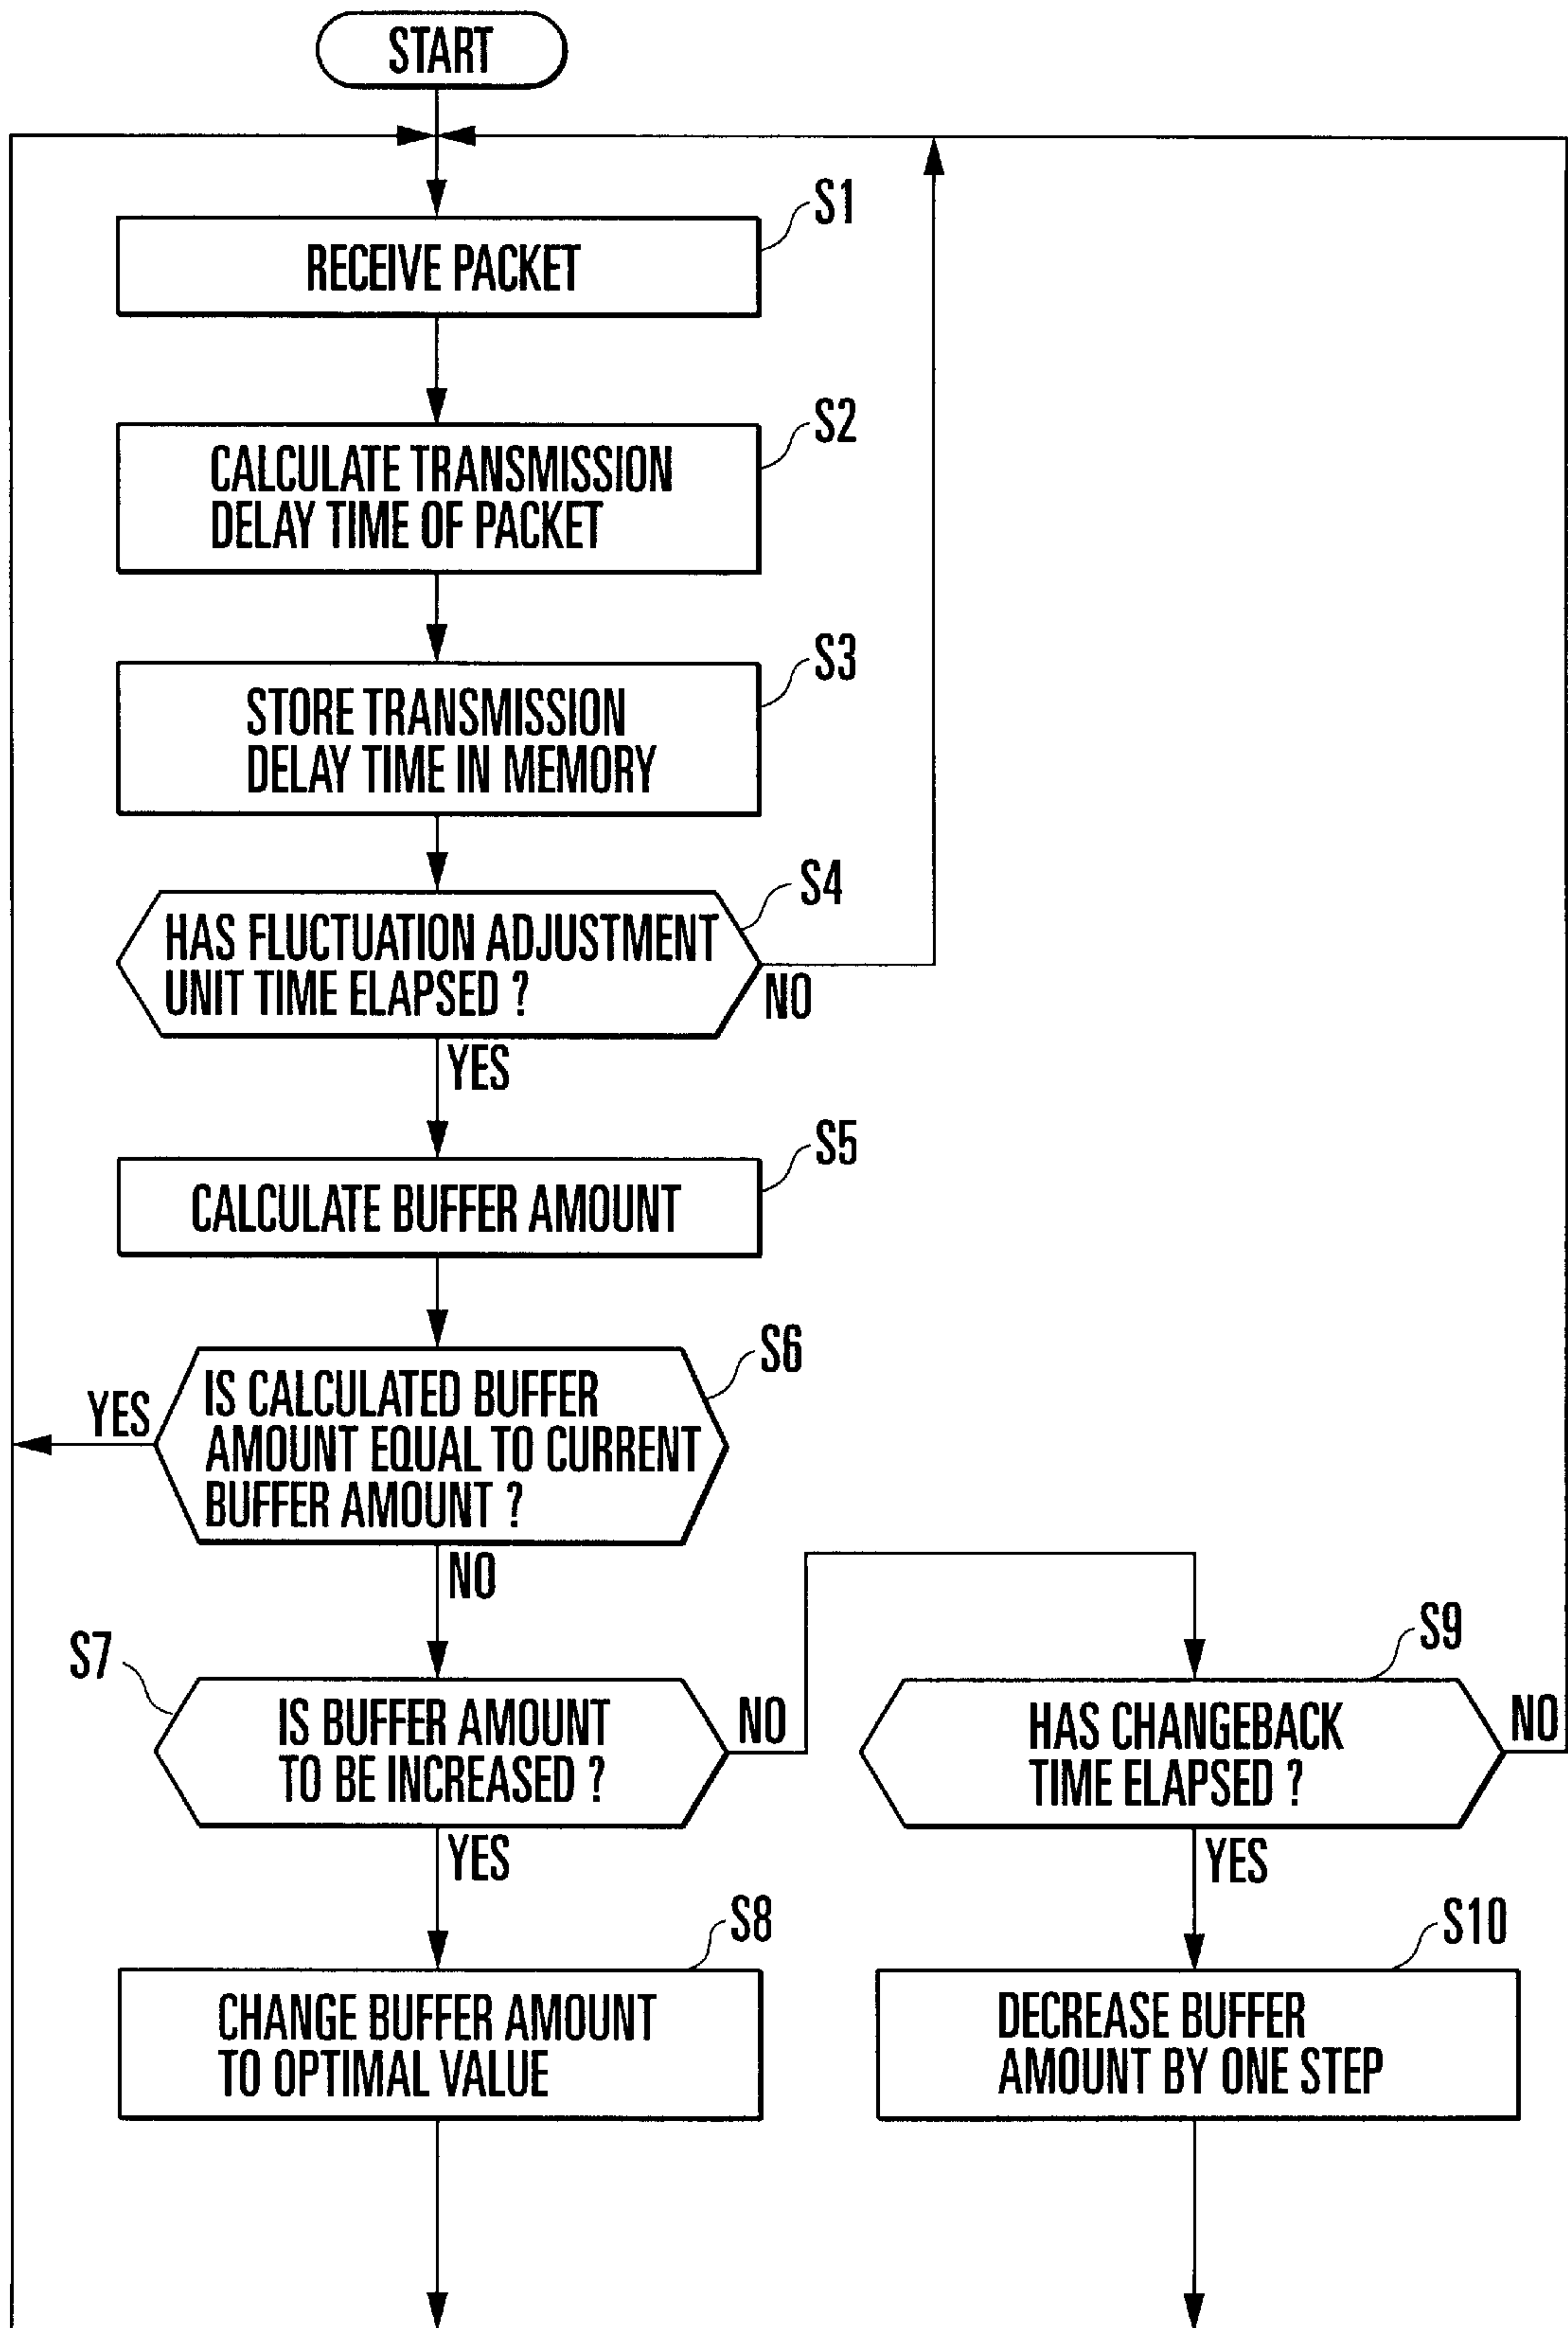 START
S1
RECEIVE PACKET
S2
CALCULATE TRANSMISSION
DELAY TIME OF PACKET
S3
STORE TRANSMISSION
DELAY TIME IN MEMORY
S4
HAS FLUCTUATION ADJUSTMENT
UNIT TIME ELAPSED ?
NO
YES
S5
CALCULATE BUFFER AMOUNT
S6
IS CALCULATED BUFFER
AMOUNT EQUAL TO CURRENT
BUFFER AMOUNT ?
YES
NO
S7
IS BUFFER AMOUNT
TO BE INCREASED ?
NO
YES
S9
HAS CHANGEBACK
TIME ELAPSED ?
NO
YES
S8
CHANGE BUFFER AMOUNT
TO OPTIMAL VALUE
S10
DECREASE BUFFER
AMOUNT BY ONE STEP